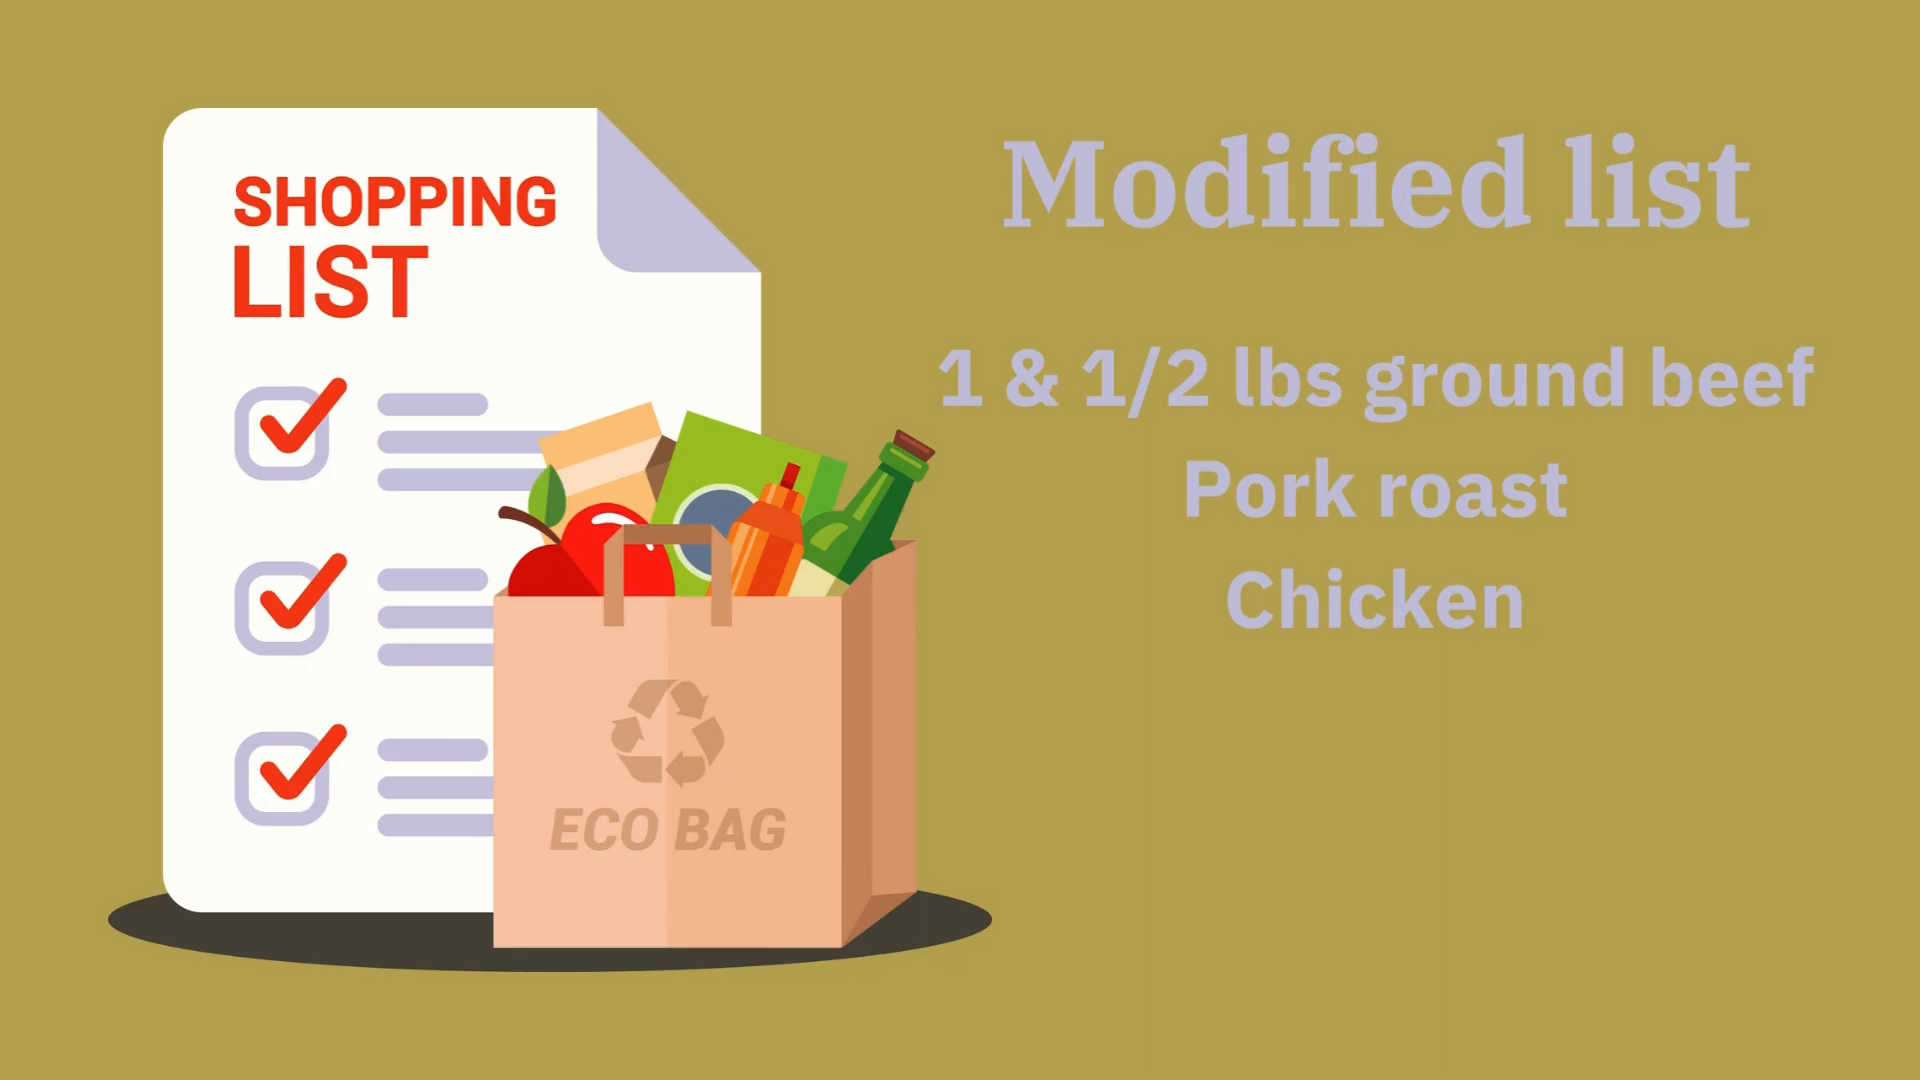 SHOPPING
LIST
Modified list
1 & 1/2 lbs ground beef
Pork roast
Chicken
ECO BAG